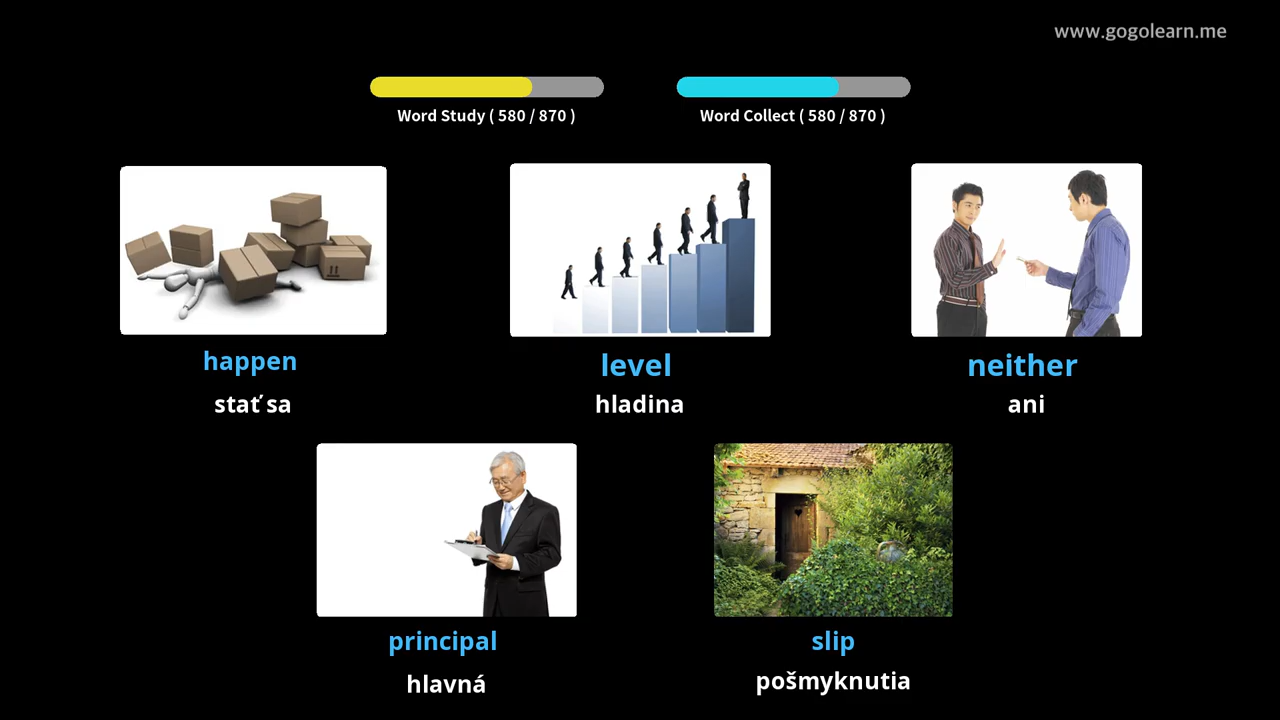 www.gogolearn.me
Word Study ( 580 / 870 )
Word Collect ( 580 / 870 )
happen
stať sa
level
hladina
neither
ani
principal
hlavná
slip
pošmyknutia